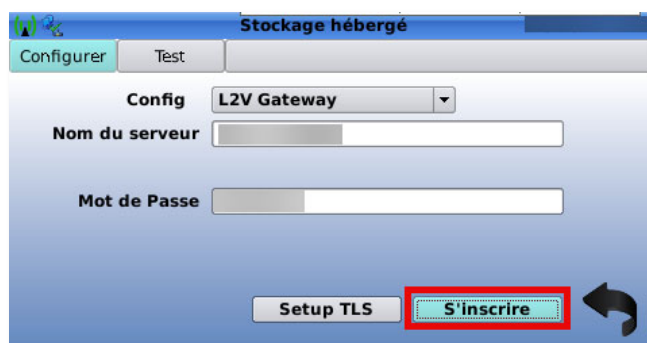 Stockage hébergé
Configurer Test
Config L2V Gateway
Nom du serveur
Mot de Passe
Setup TLS S'inscrire